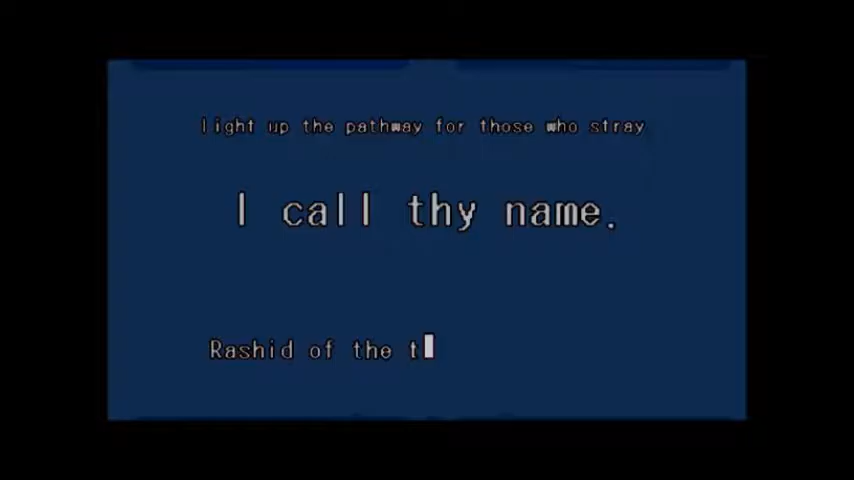 light up the pathway for those who stray
I call thy name.
Rashid of the t